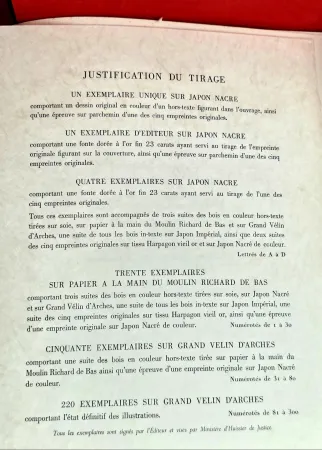 JUSTIFICATION DU TIRAGE
UN EXEMPLAIRE UNIQUE SUR JAPON NACRE
comportant un dessin original en couleur d'un hors-texte figurant dans l'ouvrage, ainsi
qu'une épreuve sur parchemin d'une des cinq empreintes originales.
UN EXEMPLAIRE D'EDITEUR SUR JAPON NACRE
comportant une fonte dorée à l'or fin 23 carats ayant servi au tirage de l'empreinte
originale figurant sur la couverture, ainsi qu'une épreuve sur parchemin d'une des cinq
empreintes originales.
QUATRE EXEMPLAIRES SUR JAPON NACRE
comportant une fonte dorée à l'or fin 23 carats ayant servi au tirage de l'une des
cinq empreintes originales.
Tous ces exemplaires sont accompagnés de trois suites des bois en couleur hors-texte
tirées sur soie, sur papier à la main du Moulin Richard de Bas et sur Grand Vélin
d'Arches, une suite de tous les bois in-texte sur Japon Impérial, ainsi que deux suites
des cinq empreintes originales sur tissu Harpagon vieil or et sur Japon Nacré de couleur.
Lettrés de A à D
TRENTE EXEMPLAIRES
SUR PAPIER A LA MAIN DU MOULIN RICHARD DE BAS
comportant trois suites des bois en couleur hors-texte tirées sur soie, sur Japon Nacré
et sur Grand Vélin d'Arches, une suite de tous les bois in-texte sur Japon Impérial, une
suite des cinq empreintes originales sur tissu Harpagon vieil or, ainsi qu'une épreuve
d'une empreinte originale sur Japon Nacré de couleur. Numérotés de 1 à 30
CINQUANTE EXEMPLAIRES SUR GRAND VELIN D'ARCHES
comportant une suite des bois en couleur hors-texte tirée sur papier à la main du
Moulin Richard de Bas ainsi qu'une épreuve d'une empreinte originale sur Japon Nacré
de couleur. Numérotés de 31 à 80
220 EXEMPLAIRES SUR GRAND VELIN D'ARCHES
comportant l'état définitif des illustrations. Numérotés de 81 à 300
Tous les exemplaires sont signés par l'Editeur et vises par Ministère d'Huissier de Justice.